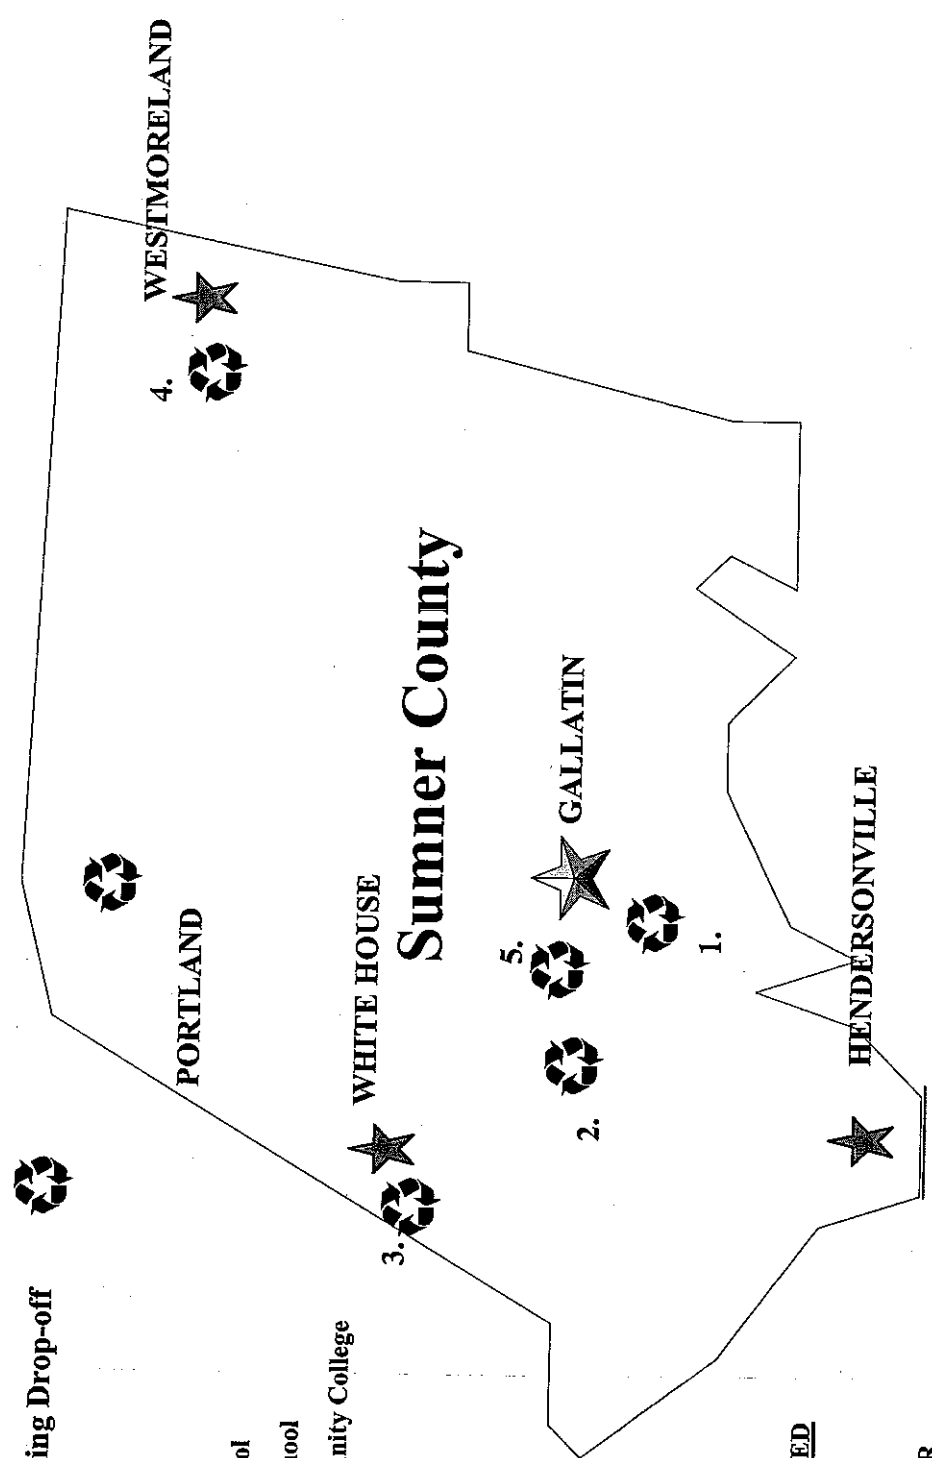 ing Drop-off
ol
ool
nity College
ED
R
WESTMORELAND
4.
PORTLAND
WHITE HOUSE
3.
Sumner County
GALLATIN
5.
1.
2.
HENDERSONVILLE